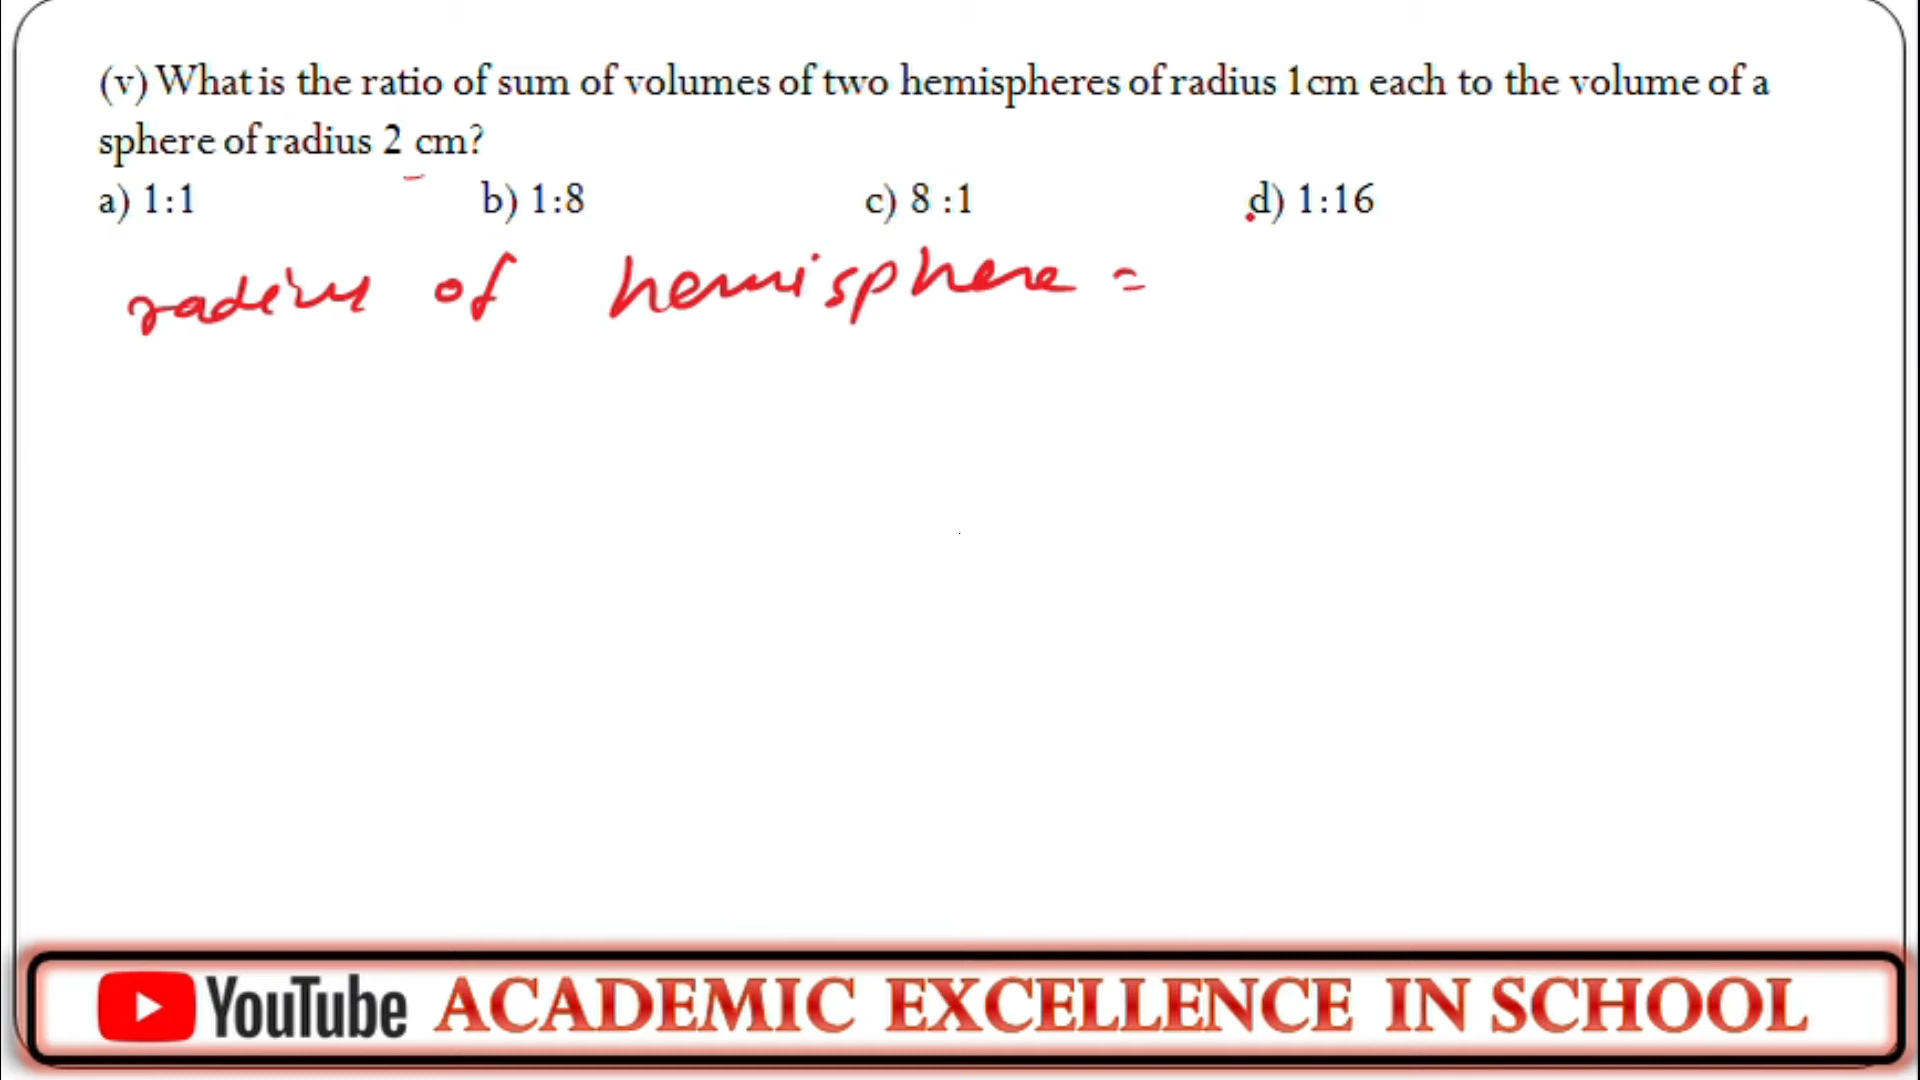 (v) What is the ratio of sum of volumes of two hemispheres of radius 1cm each to the volume of a
sphere of radius 2 cm?
a) 1:1 b) 1:8 c) 8 :1 d) 1:16
radius of hemisphere =
YouTube ACADEMIC EXCELLENCE IN SCHOOL